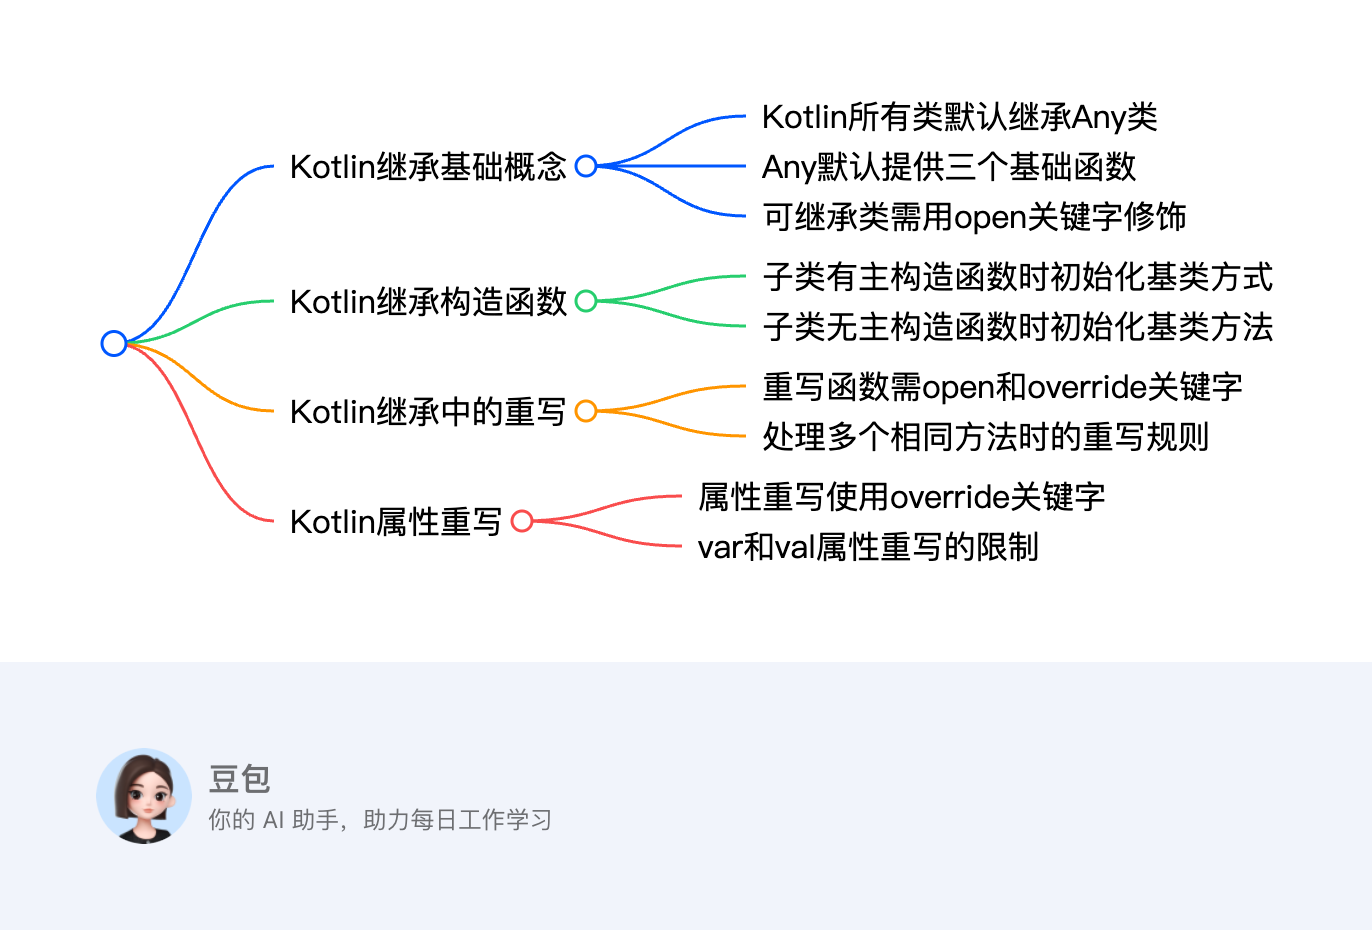 Kotlin继承基础概念
Kotlin所有类默认继承Any类
Any默认提供三个基础函数
可继承类需用open关键字修饰
Kotlin继承构造函数
子类有主构造函数时初始化基类方式
子类无主构造函数时初始化基类方法
Kotlin继承中的重写
重写函数需open和override关键字
处理多个相同方法时的重写规则
Kotlin属性重写
属性重写使用override关键字
var和val属性重写的限制
豆包
你的 AI 助手，助力每日工作学习